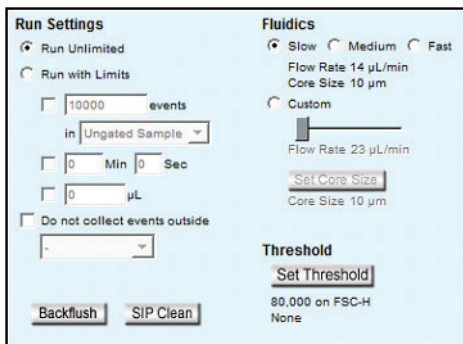 Run Settings
Run Unlimited
Run with Limits
10000 events
in Ungated Sample
0 Min 0 Sec
0 µL
Do not collect events outside
-
Backflush SIP Clean
Fluidics
Slow Medium Fast
Flow Rate 14 µL/min
Core Size 10 µm
Custom
Flow Rate 23 µL/min
Set Core Size
Core Size 10 µm
Threshold
Set Threshold
80,000 on FSC-H
None